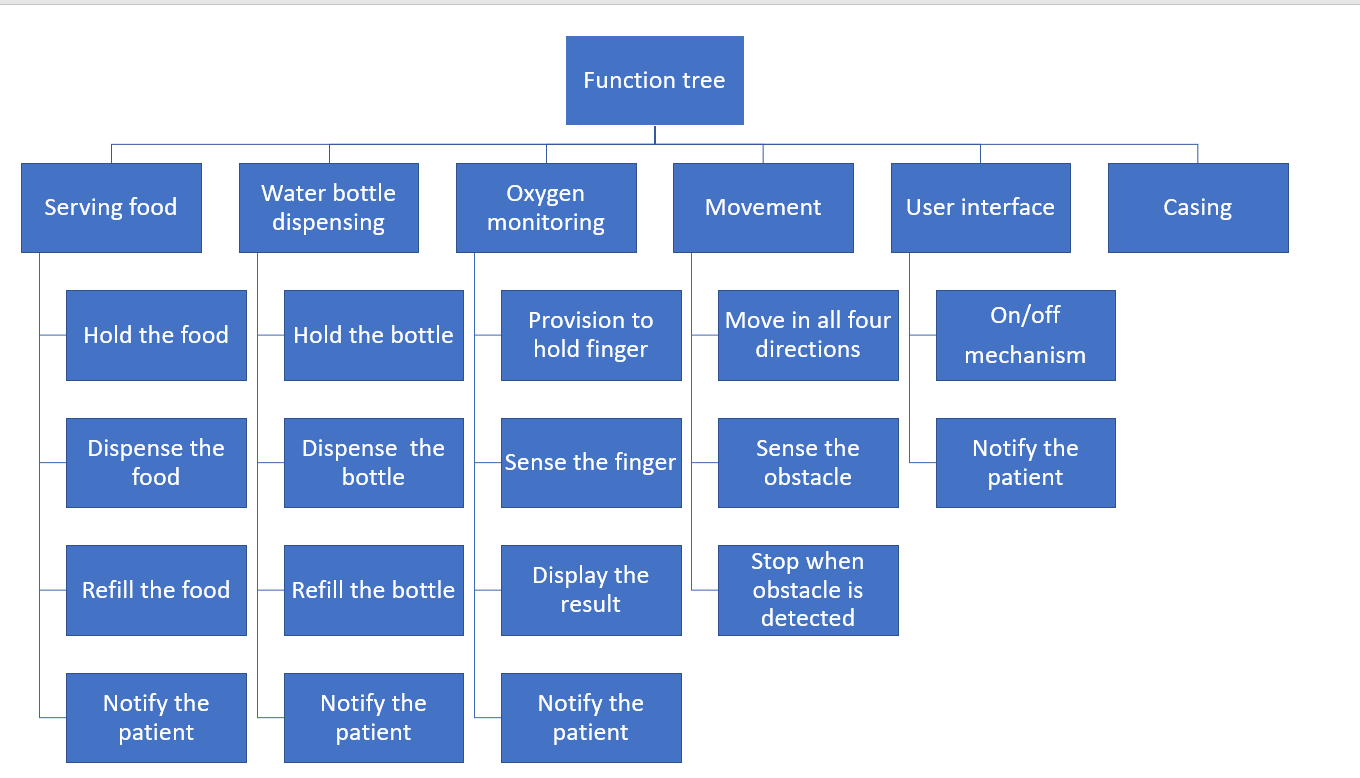 Function tree
Serving food
Water bottle
dispensing
Oxygen
monitoring
Movement
User interface
Casing
Hold the food
Dispense the
food
Refill the food
Notify the
patient
Hold the bottle
Dispense  the
bottle
Refill the bottle
Notify the
patient
Provision to
hold finger
Sense the finger
Display the
result
Notify the
patient
Move in all four
directions
Sense the
obstacle
Stop when
obstacle is
detected
On/off
mechanism
Notify the
patient